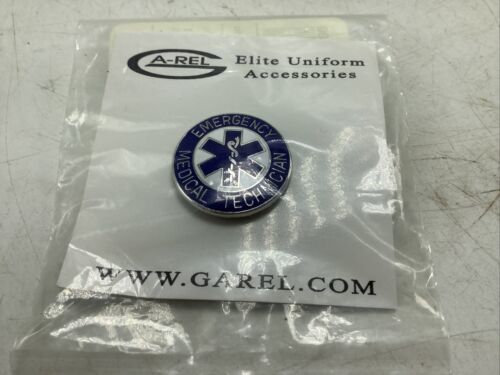 GA-REL
Elite Uniform
Accessories
EMERGENCY
MEDICAL TECHNICIAN
WWW.GAREL.COM